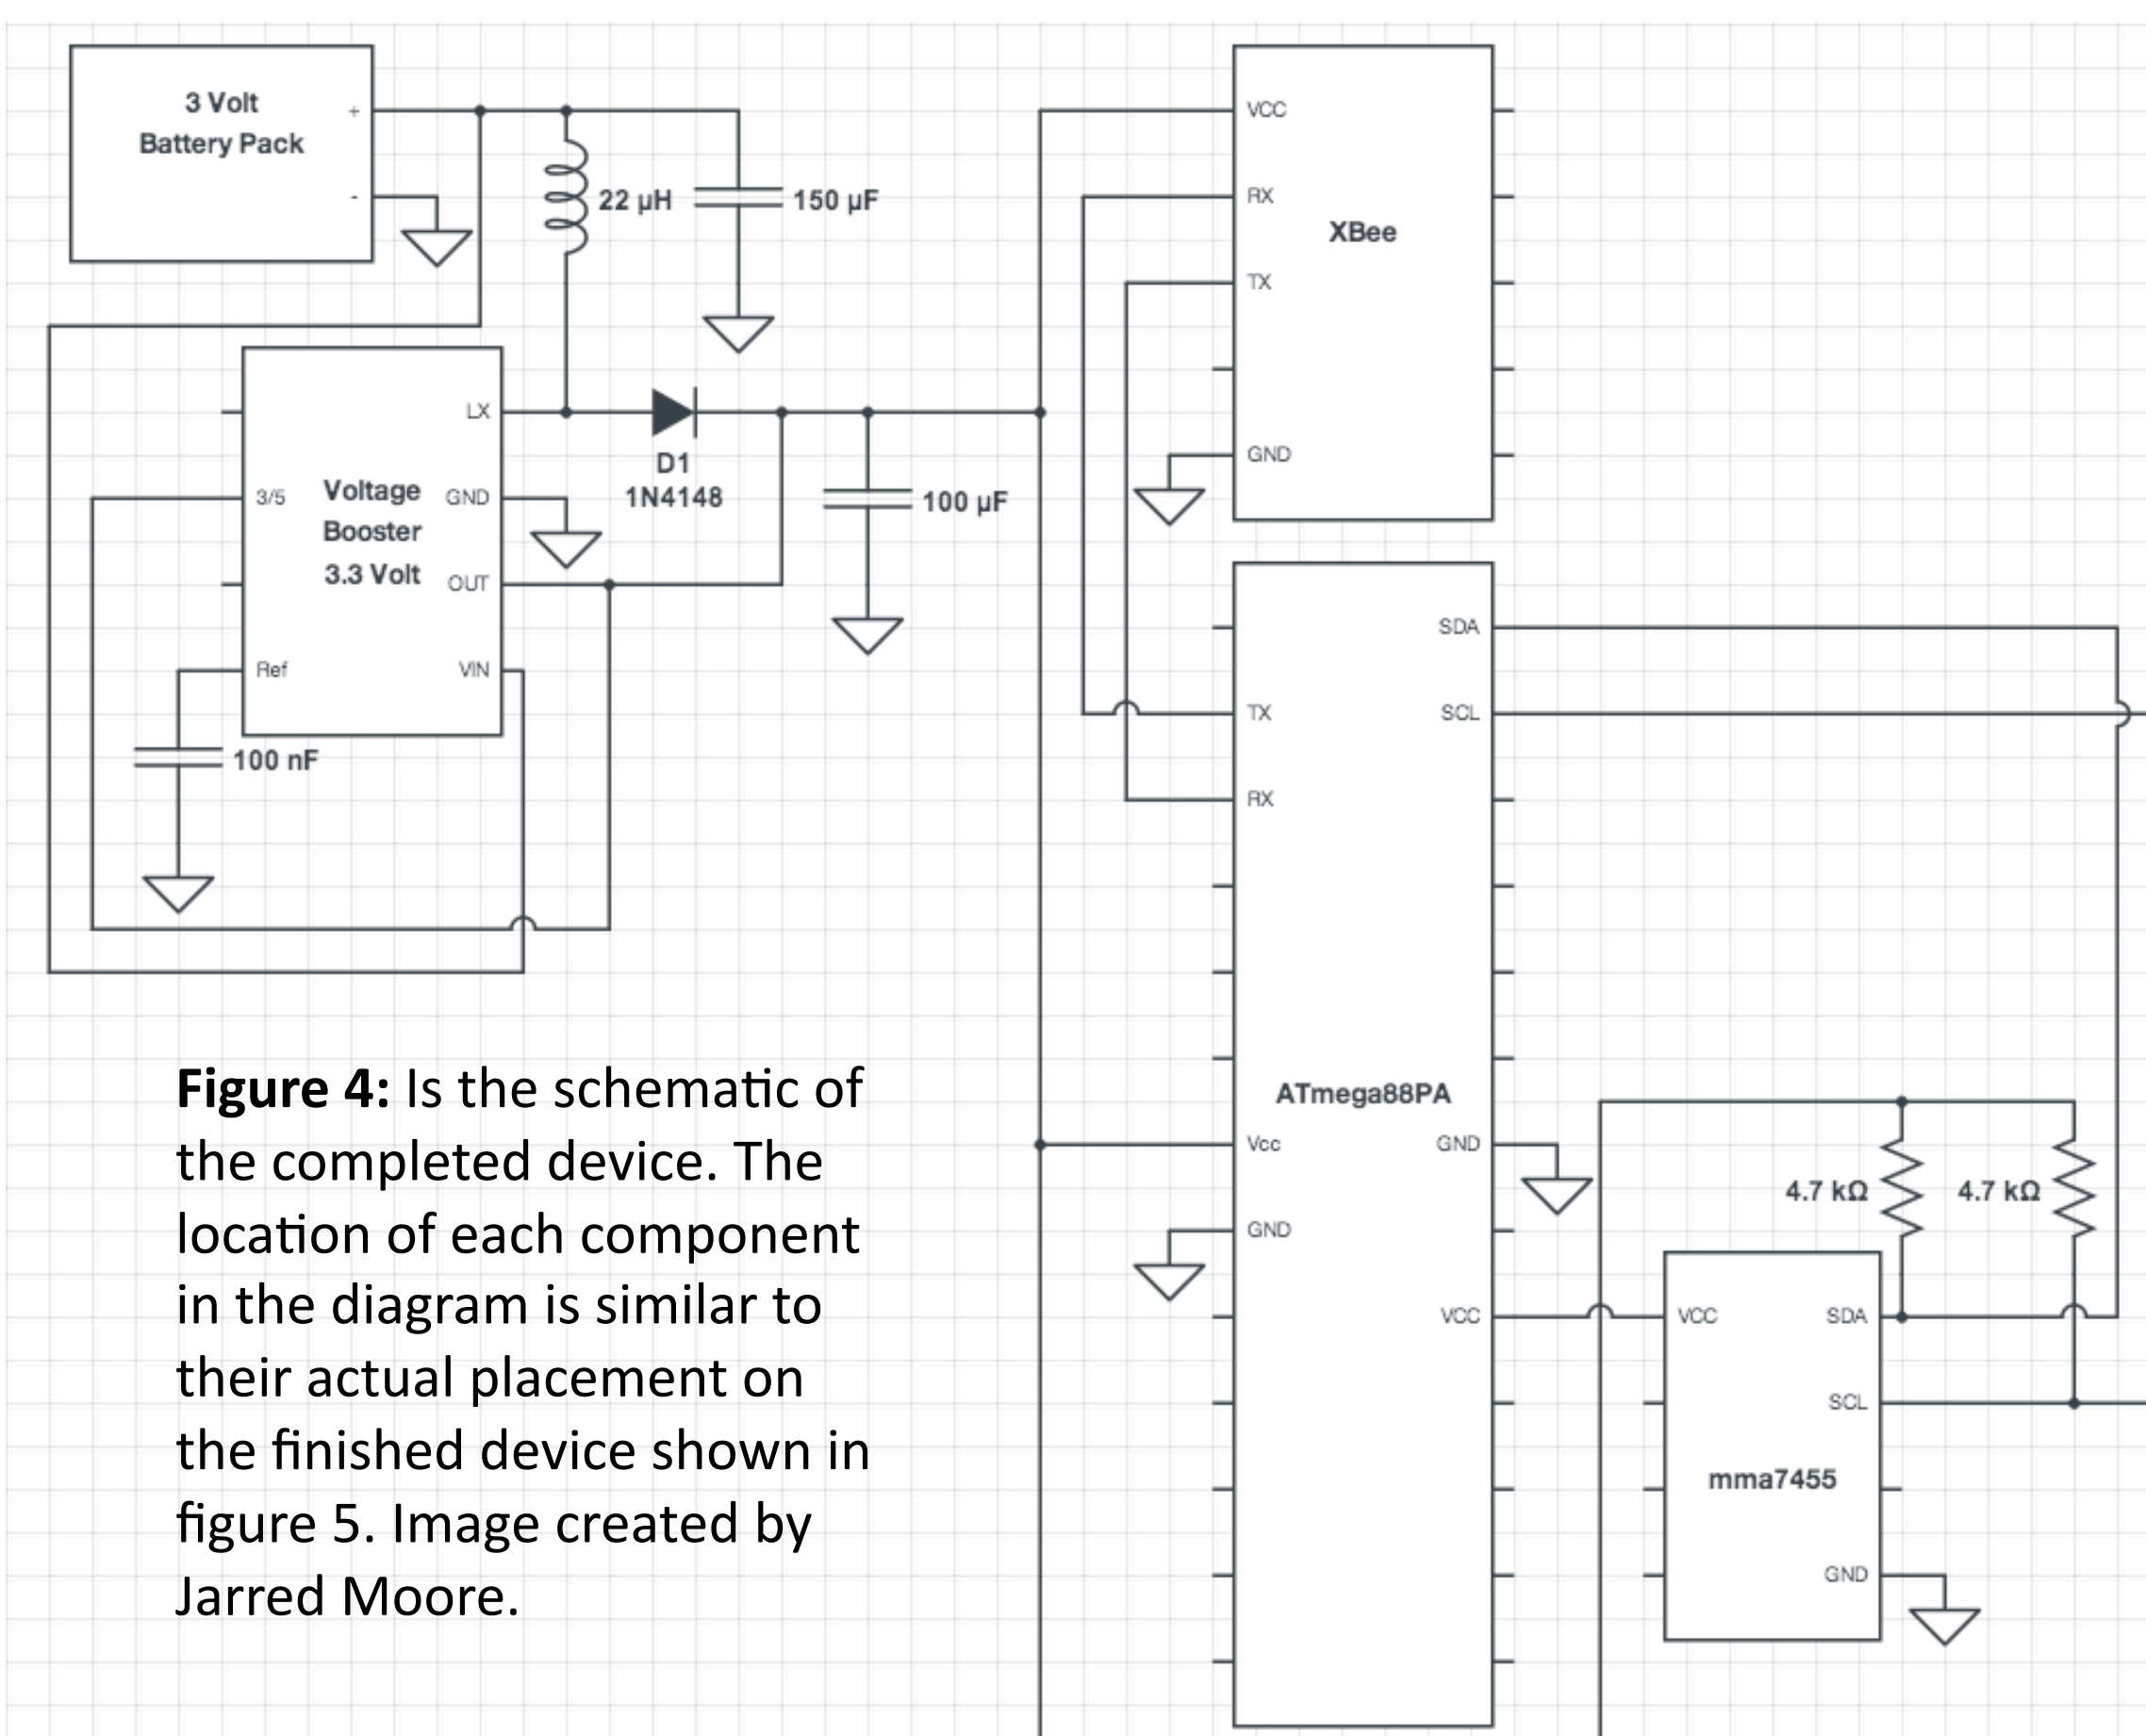 3 Volt
Battery Pack
+
-
22 µH
150 µF
VCC
RX
TX
GND
XBee
LX
3/5
GND
OUT
Ref
VIN
Voltage
Booster
3.3 Volt
D1
1N4148
100 µF
100 nF
SDA
TX
SCL
RX
ATmega88PA
Vcc
GND
GND
VCC
4.7 kΩ
4.7 kΩ
VCC
SDA
SCL
mma7455
GND
Figure 4: Is the schematic of
the completed device. The
location of each component
in the diagram is similar to
their actual placement on
the finished device shown in
figure 5. Image created by
Jarred Moore.